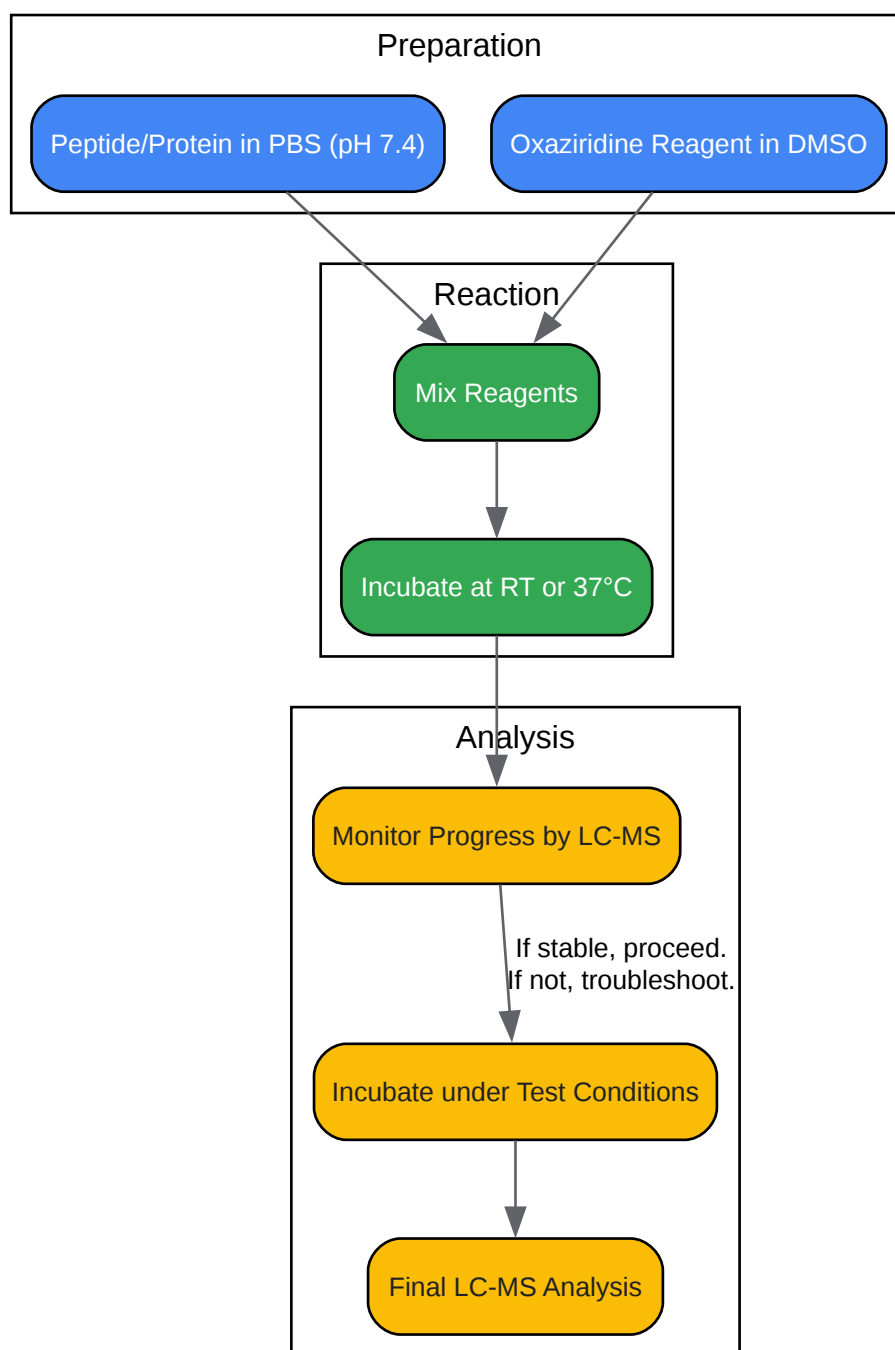 Preparation
Peptide/Protein in PBS (pH 7.4)
Oxaziridine Reagent in DMSO
Reaction
Mix Reagents
Incubate at RT or 37°C
Analysis
Monitor Progress by LC-MS
If stable, proceed.
If not, troubleshoot.
Incubate under Test Conditions
Final LC-MS Analysis